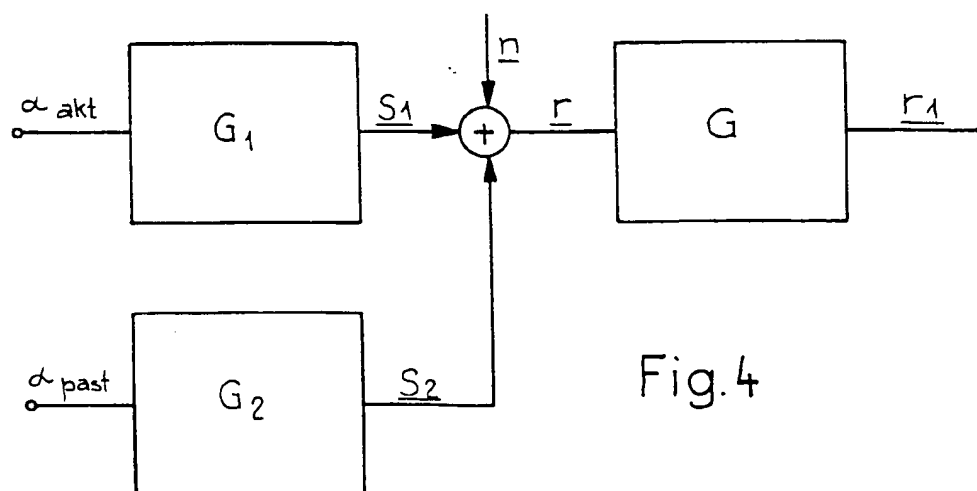 n
α akt
G1
S1
+
r
G
r1
α past
G2
S2
Fig.4